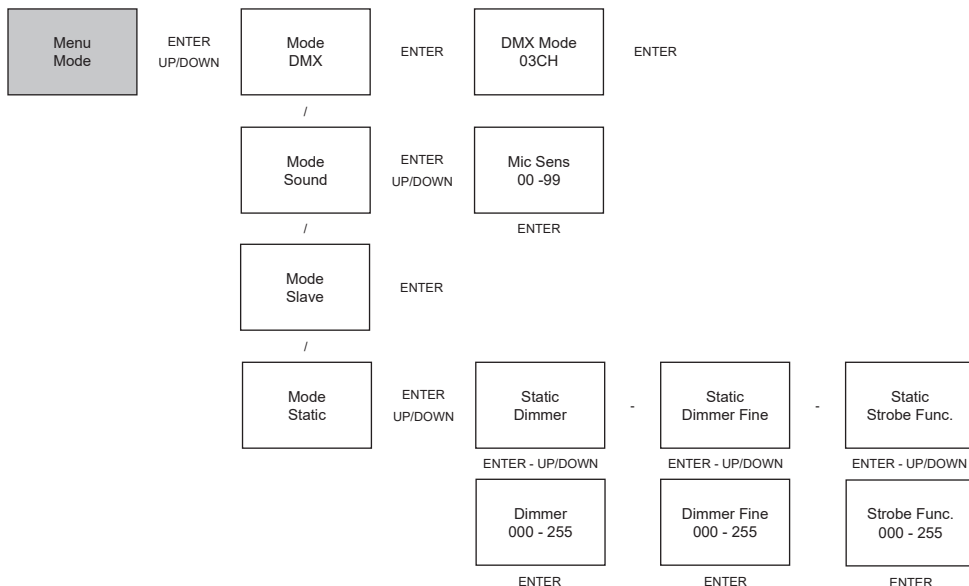 Menu
Mode
ENTER
UP/DOWN
Mode
DMX
ENTER
DMX Mode
03CH
ENTER
/
Mode
Sound
ENTER
UP/DOWN
Mic Sens
00 -99
ENTER
/
Mode
Slave
ENTER
/
Mode
Static
ENTER
UP/DOWN
Static
Dimmer
-
Static
Dimmer Fine
-
Static
Strobe Func.
ENTER - UP/DOWN
ENTER - UP/DOWN
ENTER - UP/DOWN
Dimmer
000 - 255
Dimmer Fine
000 - 255
Strobe Func.
000 - 255
ENTER
ENTER
ENTER